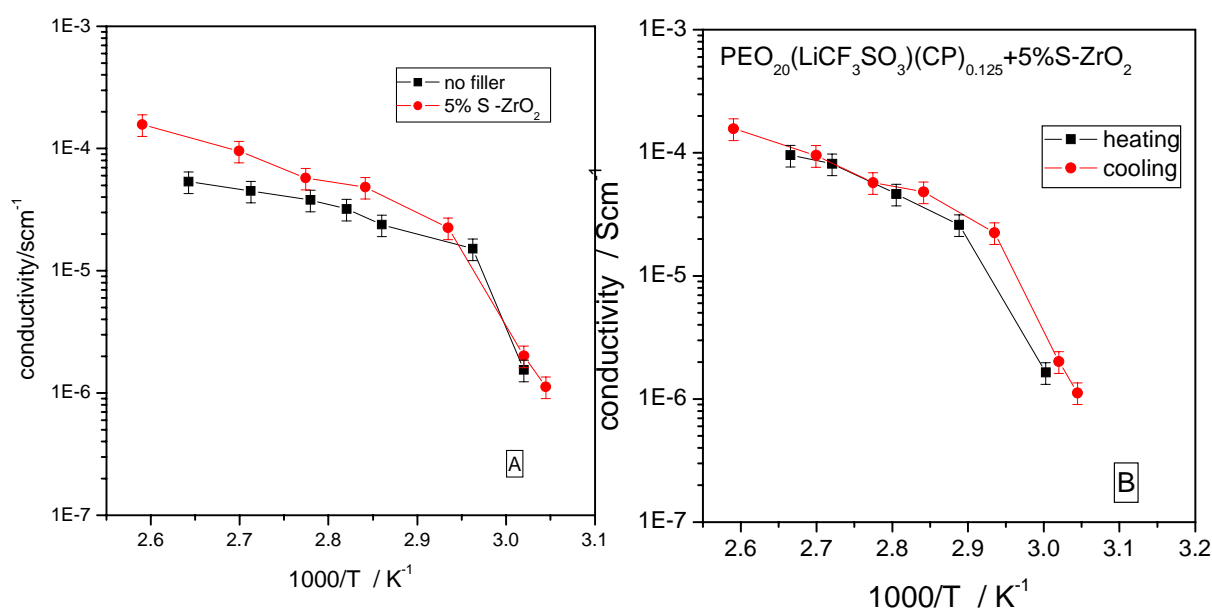 1E-3
1E-4
1E-5
1E-6
1E-7
conductivity/scm⁻¹
no filler
5% S -ZrO₂
A
2.6 2.7 2.8 2.9 3.0 3.1
1000/T / K⁻¹
PEO₂₀(LiCF₃SO₃)(CP)₀.₁₂₅+5%S-ZrO₂
1E-3
1E-4
1E-5
1E-6
1E-7
conductivity / Scm⁻¹
heating
cooling
B
2.6 2.7 2.8 2.9 3.0 3.1 3.2
1000/T / K⁻¹